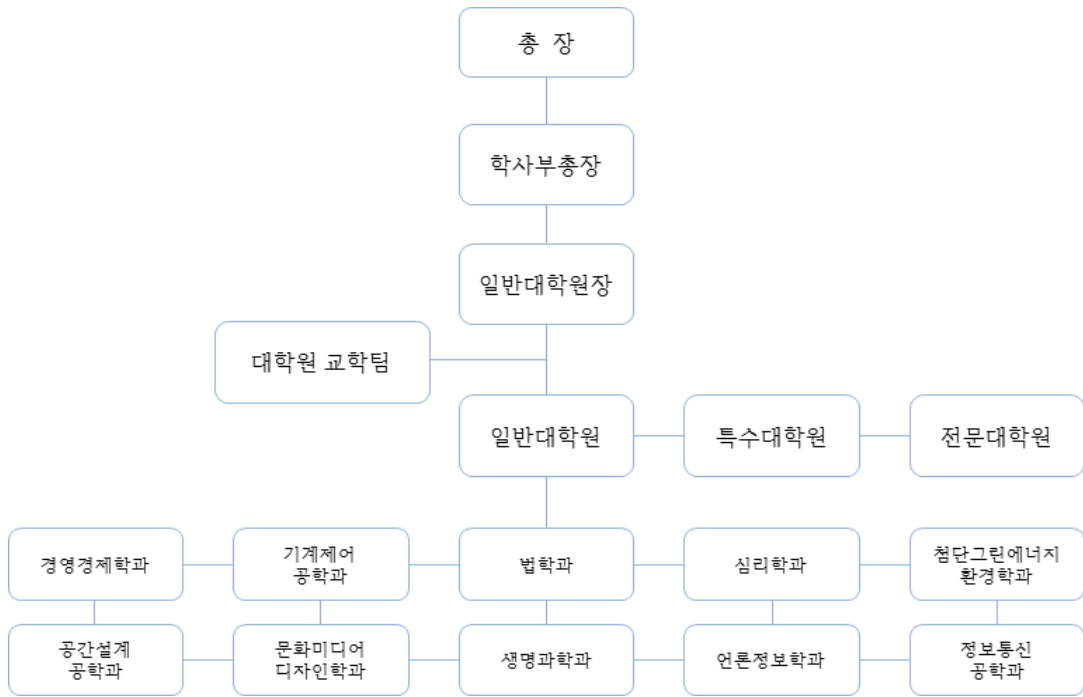 총 장
학사부총장
일반대학원장
대학원 교학팀
일반대학원
특수대학원
전문대학원
경영경제학과
기계제어
공학과
법학과
심리학과
첨단그린에너지
환경학과
공간설계
공학과
문화미디어
디자인학과
생명과학과
언론정보학과
정보통신
공학과